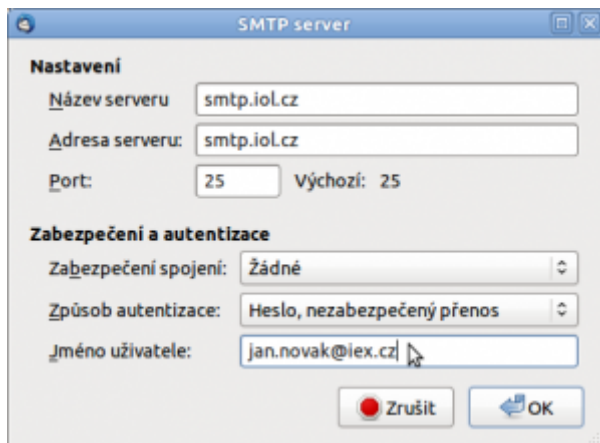 SMTP server
Nastavení
Název serveru smtp.iol.cz
Adresa serveru: smtp.iol.cz
Port: 25 Výchozí: 25
Zabezpečení a autentizace
Zabezpečení spojení: Žádné
Způsob autentizace: Heslo, nezabezpečený přenos
Jméno uživatele: jan.novak@iex.cz
Zrušit OK